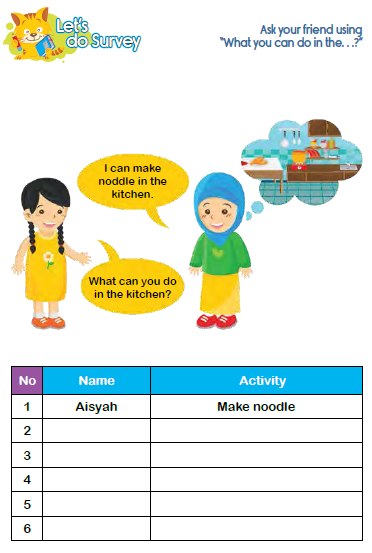 Let's
do Survey
Ask your friend using
"What you can do in the...?"
I can make
noddle in the
kitchen.
What can you do
in the kitchen?
No Name Activity
1 Aisyah Make noodle
2
3
4
5
6